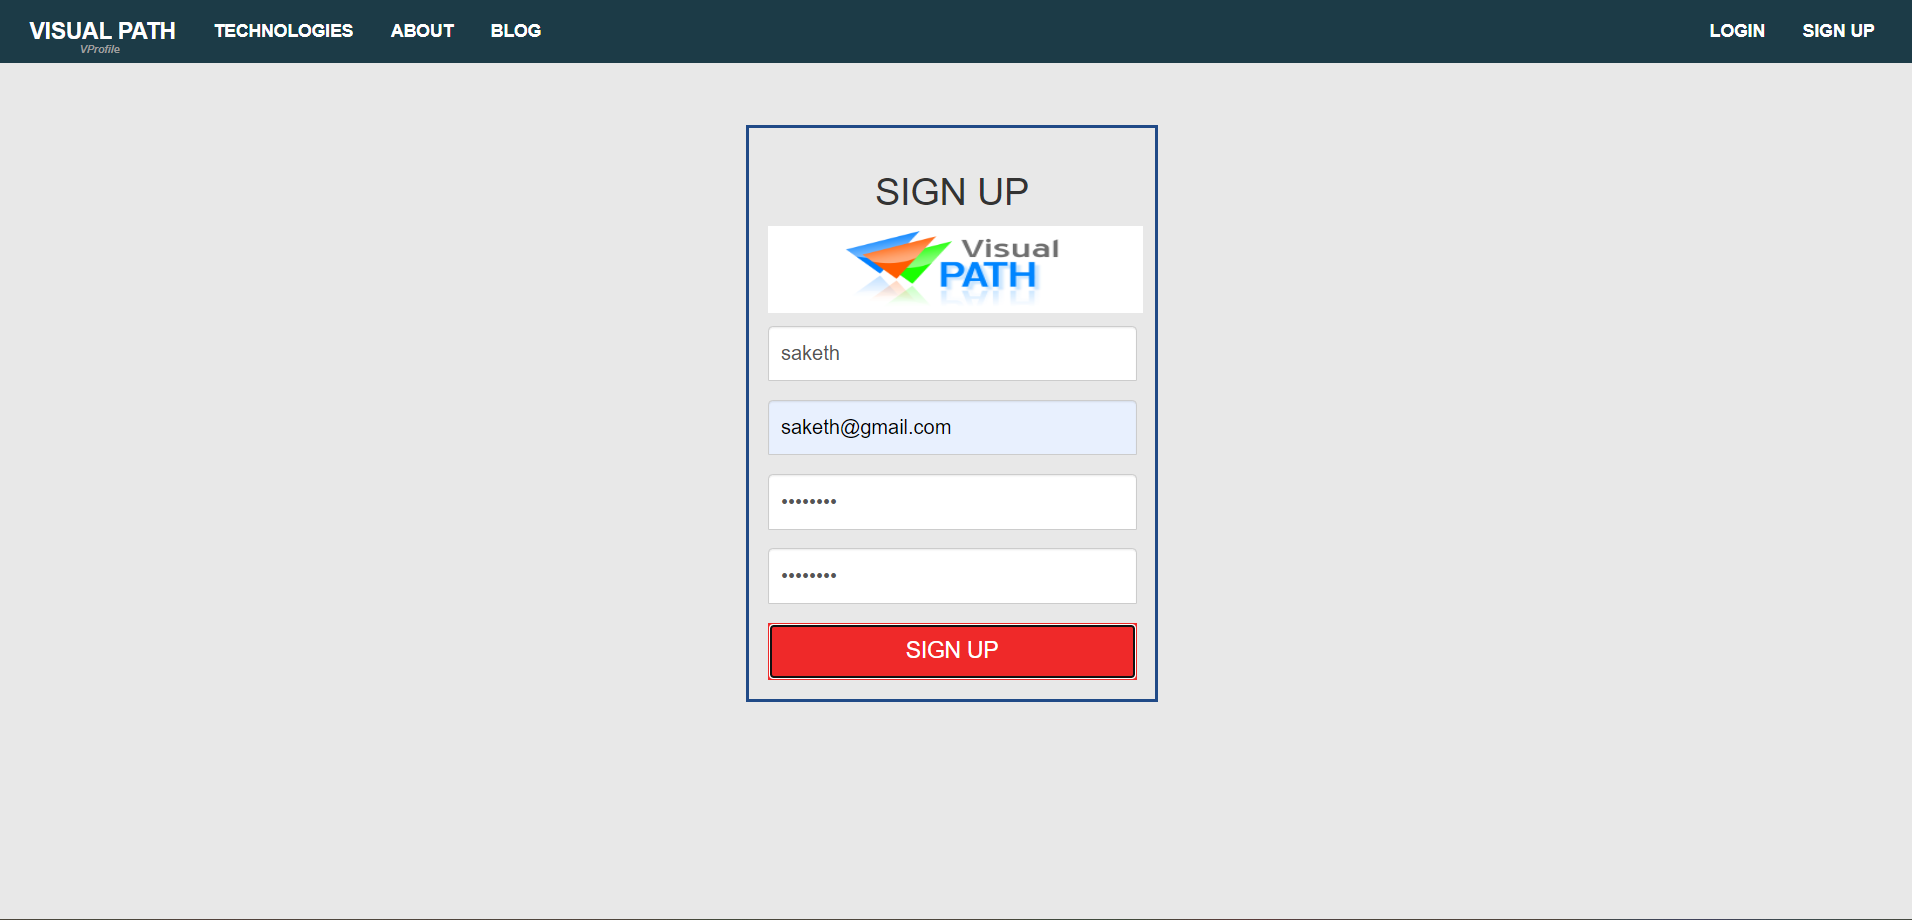 VISUAL PATH
VProfile
TECHNOLOGIES
ABOUT
BLOG
LOGIN
SIGN UP
SIGN UP
Visual
PATH
saketh
saketh@gmail.com
••••••••
••••••••
SIGN UP